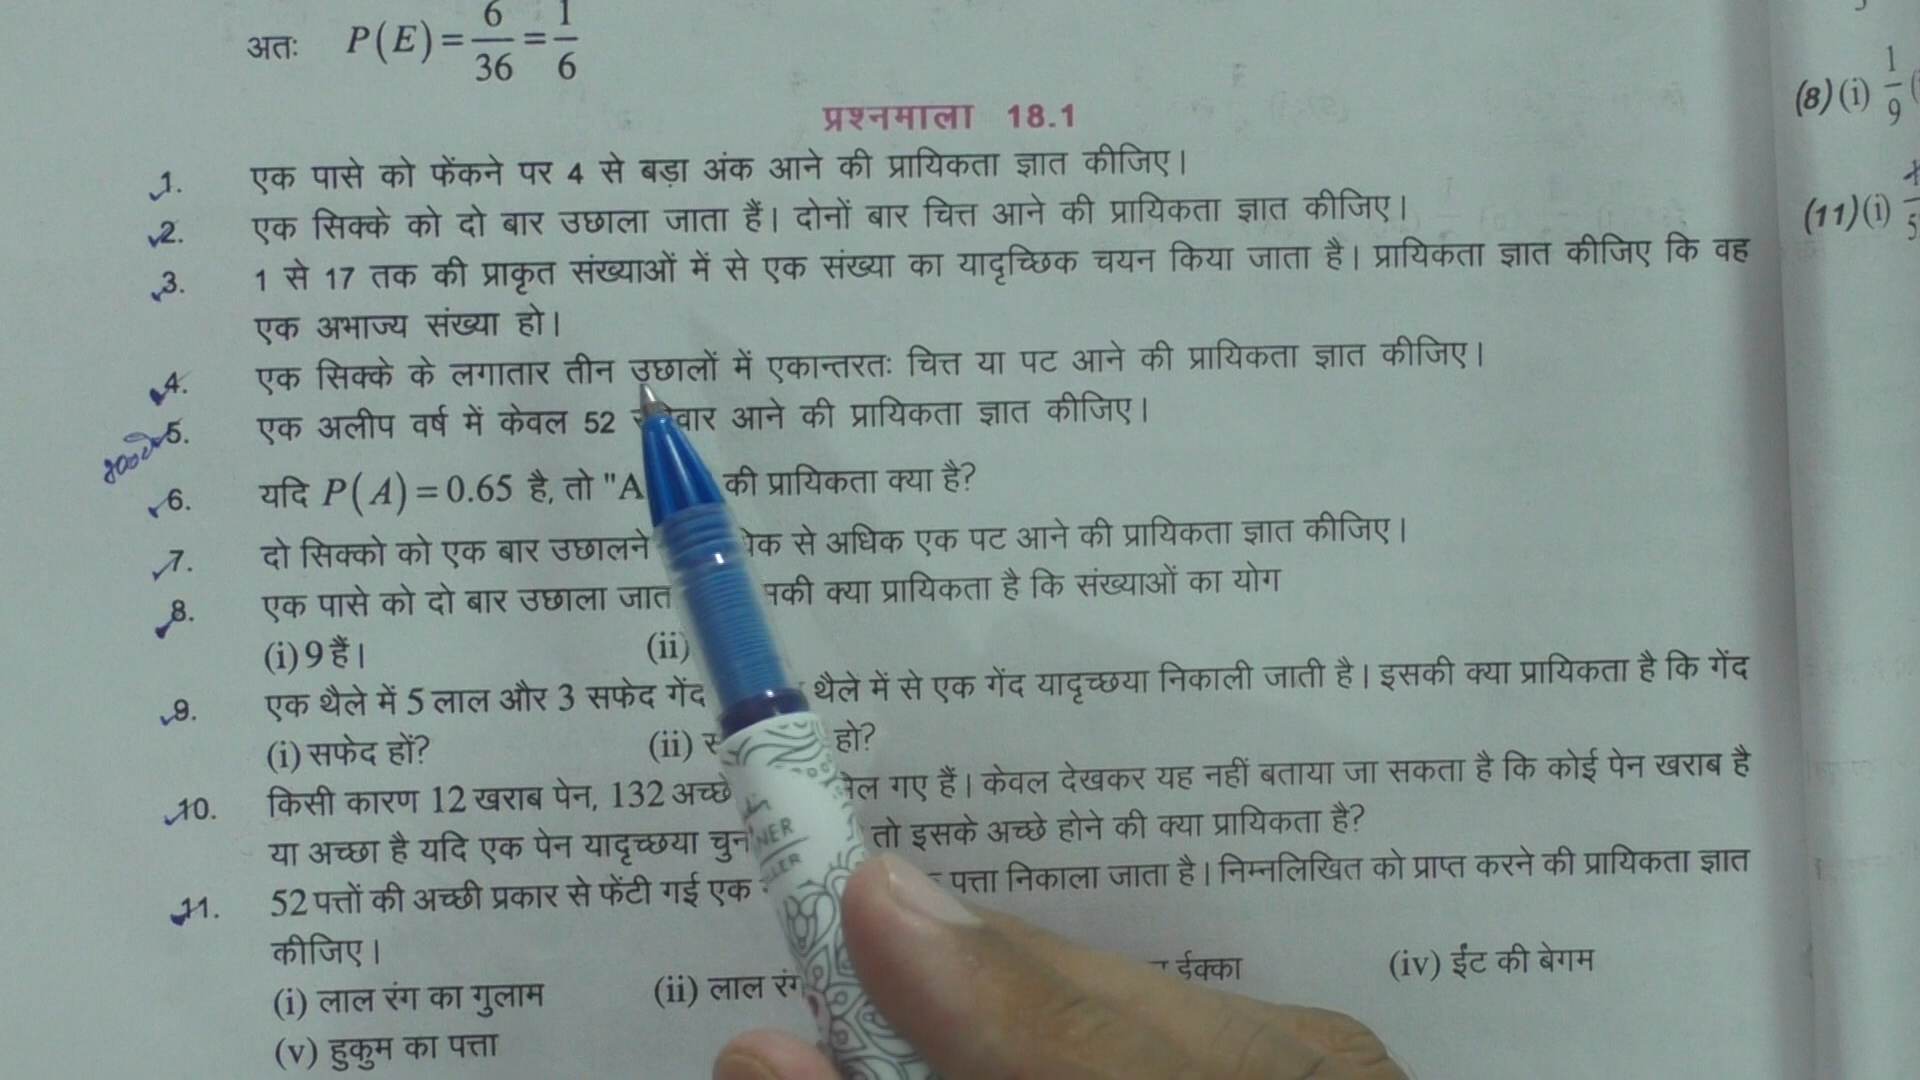 अतः P(E) = 6/36 = 1/6
प्रश्नमाला 18.1
1. एक पासे को फेंकने पर 4 से बड़ा अंक आने की प्रायिकता ज्ञात कीजिए।
2. एक सिक्के को दो बार उछाला जाता हैं। दोनों बार चित्त आने की प्रायिकता ज्ञात कीजिए।
3. 1 से 17 तक की प्राकृत संख्याओं में से एक संख्या का यादृच्छिक चयन किया जाता है। प्रायिकता ज्ञात कीजिए कि वह
एक अभाज्य संख्या हो।
4. एक सिक्के के लगातार तीन उछालों में एकान्तरतः चित्त या पट आने की प्रायिकता ज्ञात कीजिए।
5. एक अलीप वर्ष में केवल 52 आने की प्रायिकता ज्ञात कीजिए।
6. यदि P(A) = 0.65 है, तो "A की प्रायिकता क्या है?
7. दो सिक्को को एक बार उछालने से अधिक एक पट आने की प्रायिकता ज्ञात कीजिए।
8. एक पासे को दो बार उछाला क्या प्रायिकता है कि संख्याओं का योग
(i) 9 हैं। (ii)
9. एक थैले में 5 लाल और 3 सफेद गेंद थैले में से एक गेंद यादृच्छया निकाली जाती है। इसकी क्या प्रायिकता है कि गेंद
(i) सफेद हों? (ii) हो?
10. किसी कारण 12 खराब पेन, 132 अच्छे गए हैं। केवल देखकर यह नहीं बताया जा सकता है कि कोई पेन खराब है
या अच्छा है यदि एक पेन यादृच्छया तो इसके अच्छे होने की क्या प्रायिकता है?
11. 52 पत्तों की अच्छी प्रकार से फेंटी गई एक पत्ता निकाला जाता है। निम्नलिखित को प्राप्त करने की प्रायिकता ज्ञात
कीजिए।
(i) लाल रंग का गुलाम (ii) लाल ईक्का (iv) ईंट की बेगम
(v) हुकुम का पत्ता
(8) (i) 1/9
(11) (i)